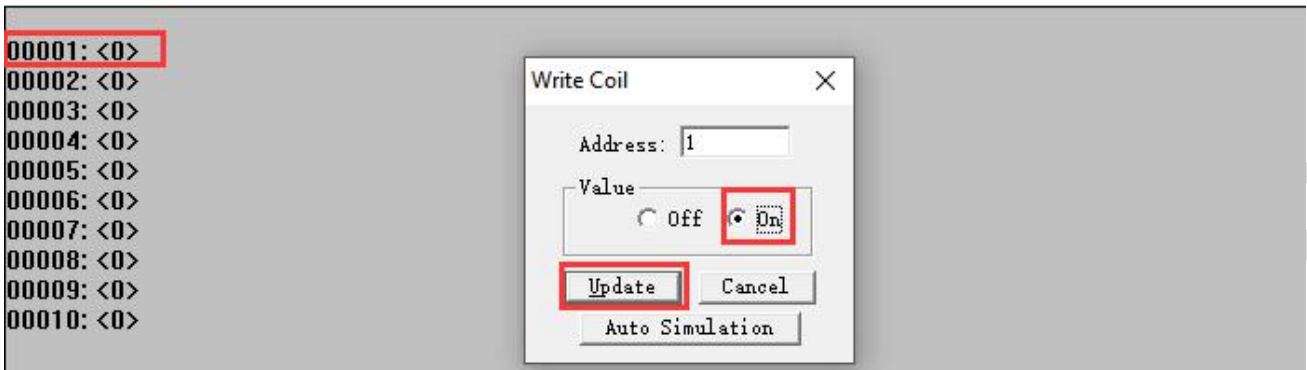 00001: <0>
00002: <0>
00003: <0>
00004: <0>
00005: <0>
00006: <0>
00007: <0>
00008: <0>
00009: <0>
00010: <0>
Write Coil
Address: 1
Value
Off On
Update Cancel
Auto Simulation